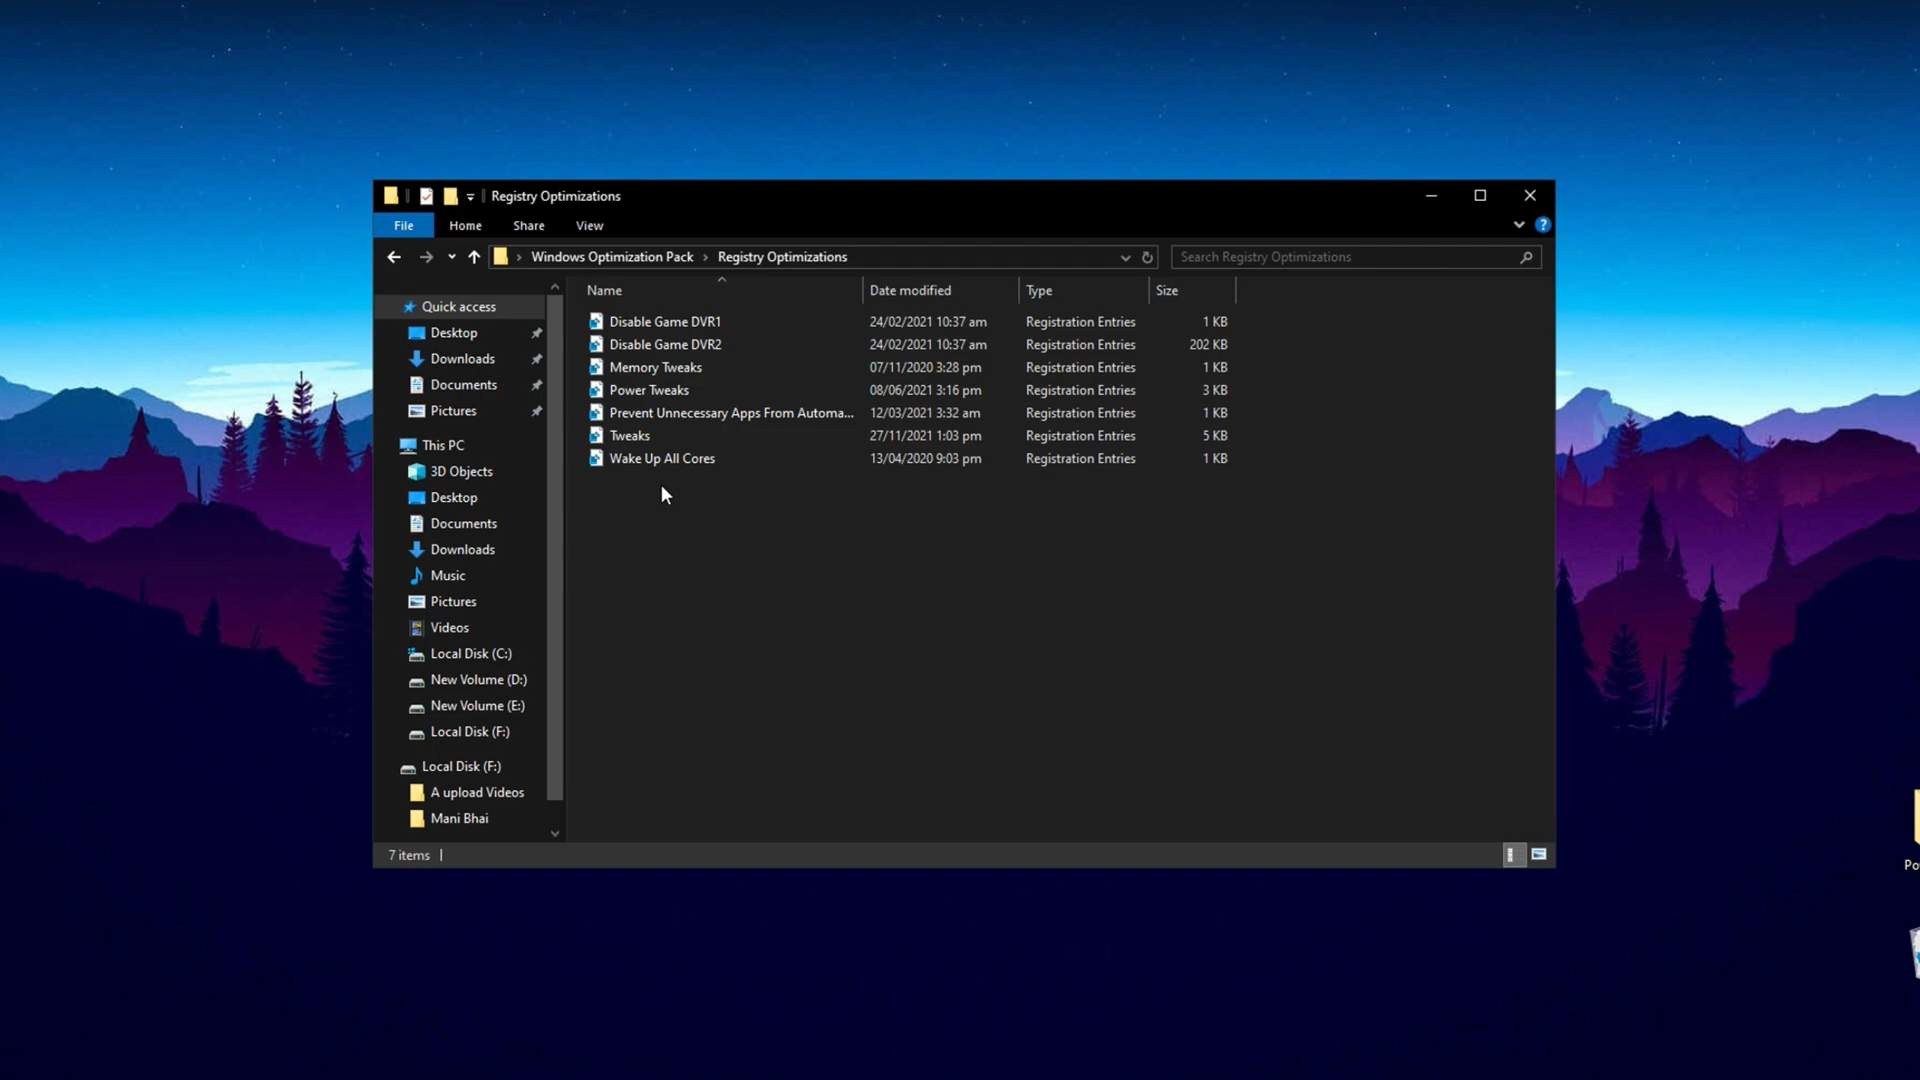 Registry Optimizations
File Home Share View
Windows Optimization Pack Registry Optimizations
Search Registry Optimizations
Name Date modified Type Size
Quick access
Desktop
Downloads
Documents
Pictures
This PC
3D Objects
Desktop
Documents
Downloads
Music
Pictures
Videos
Local Disk (C:)
New Volume (D:)
New Volume (E:)
Local Disk (F:)
Local Disk (F:)
A upload Videos
Mani Bhai
Disable Game DVR1 24/02/2021 10:37 am Registration Entries 1 KB
Disable Game DVR2 24/02/2021 10:37 am Registration Entries 202 KB
Memory Tweaks 07/11/2020 3:28 pm Registration Entries 1 KB
Power Tweaks 08/06/2021 3:16 pm Registration Entries 3 KB
Prevent Unnecessary Apps From Automa... 12/03/2021 3:32 am Registration Entries 1 KB
Tweaks 27/11/2021 1:03 pm Registration Entries 5 KB
Wake Up All Cores 13/04/2020 9:03 pm Registration Entries 1 KB
7 items
Po